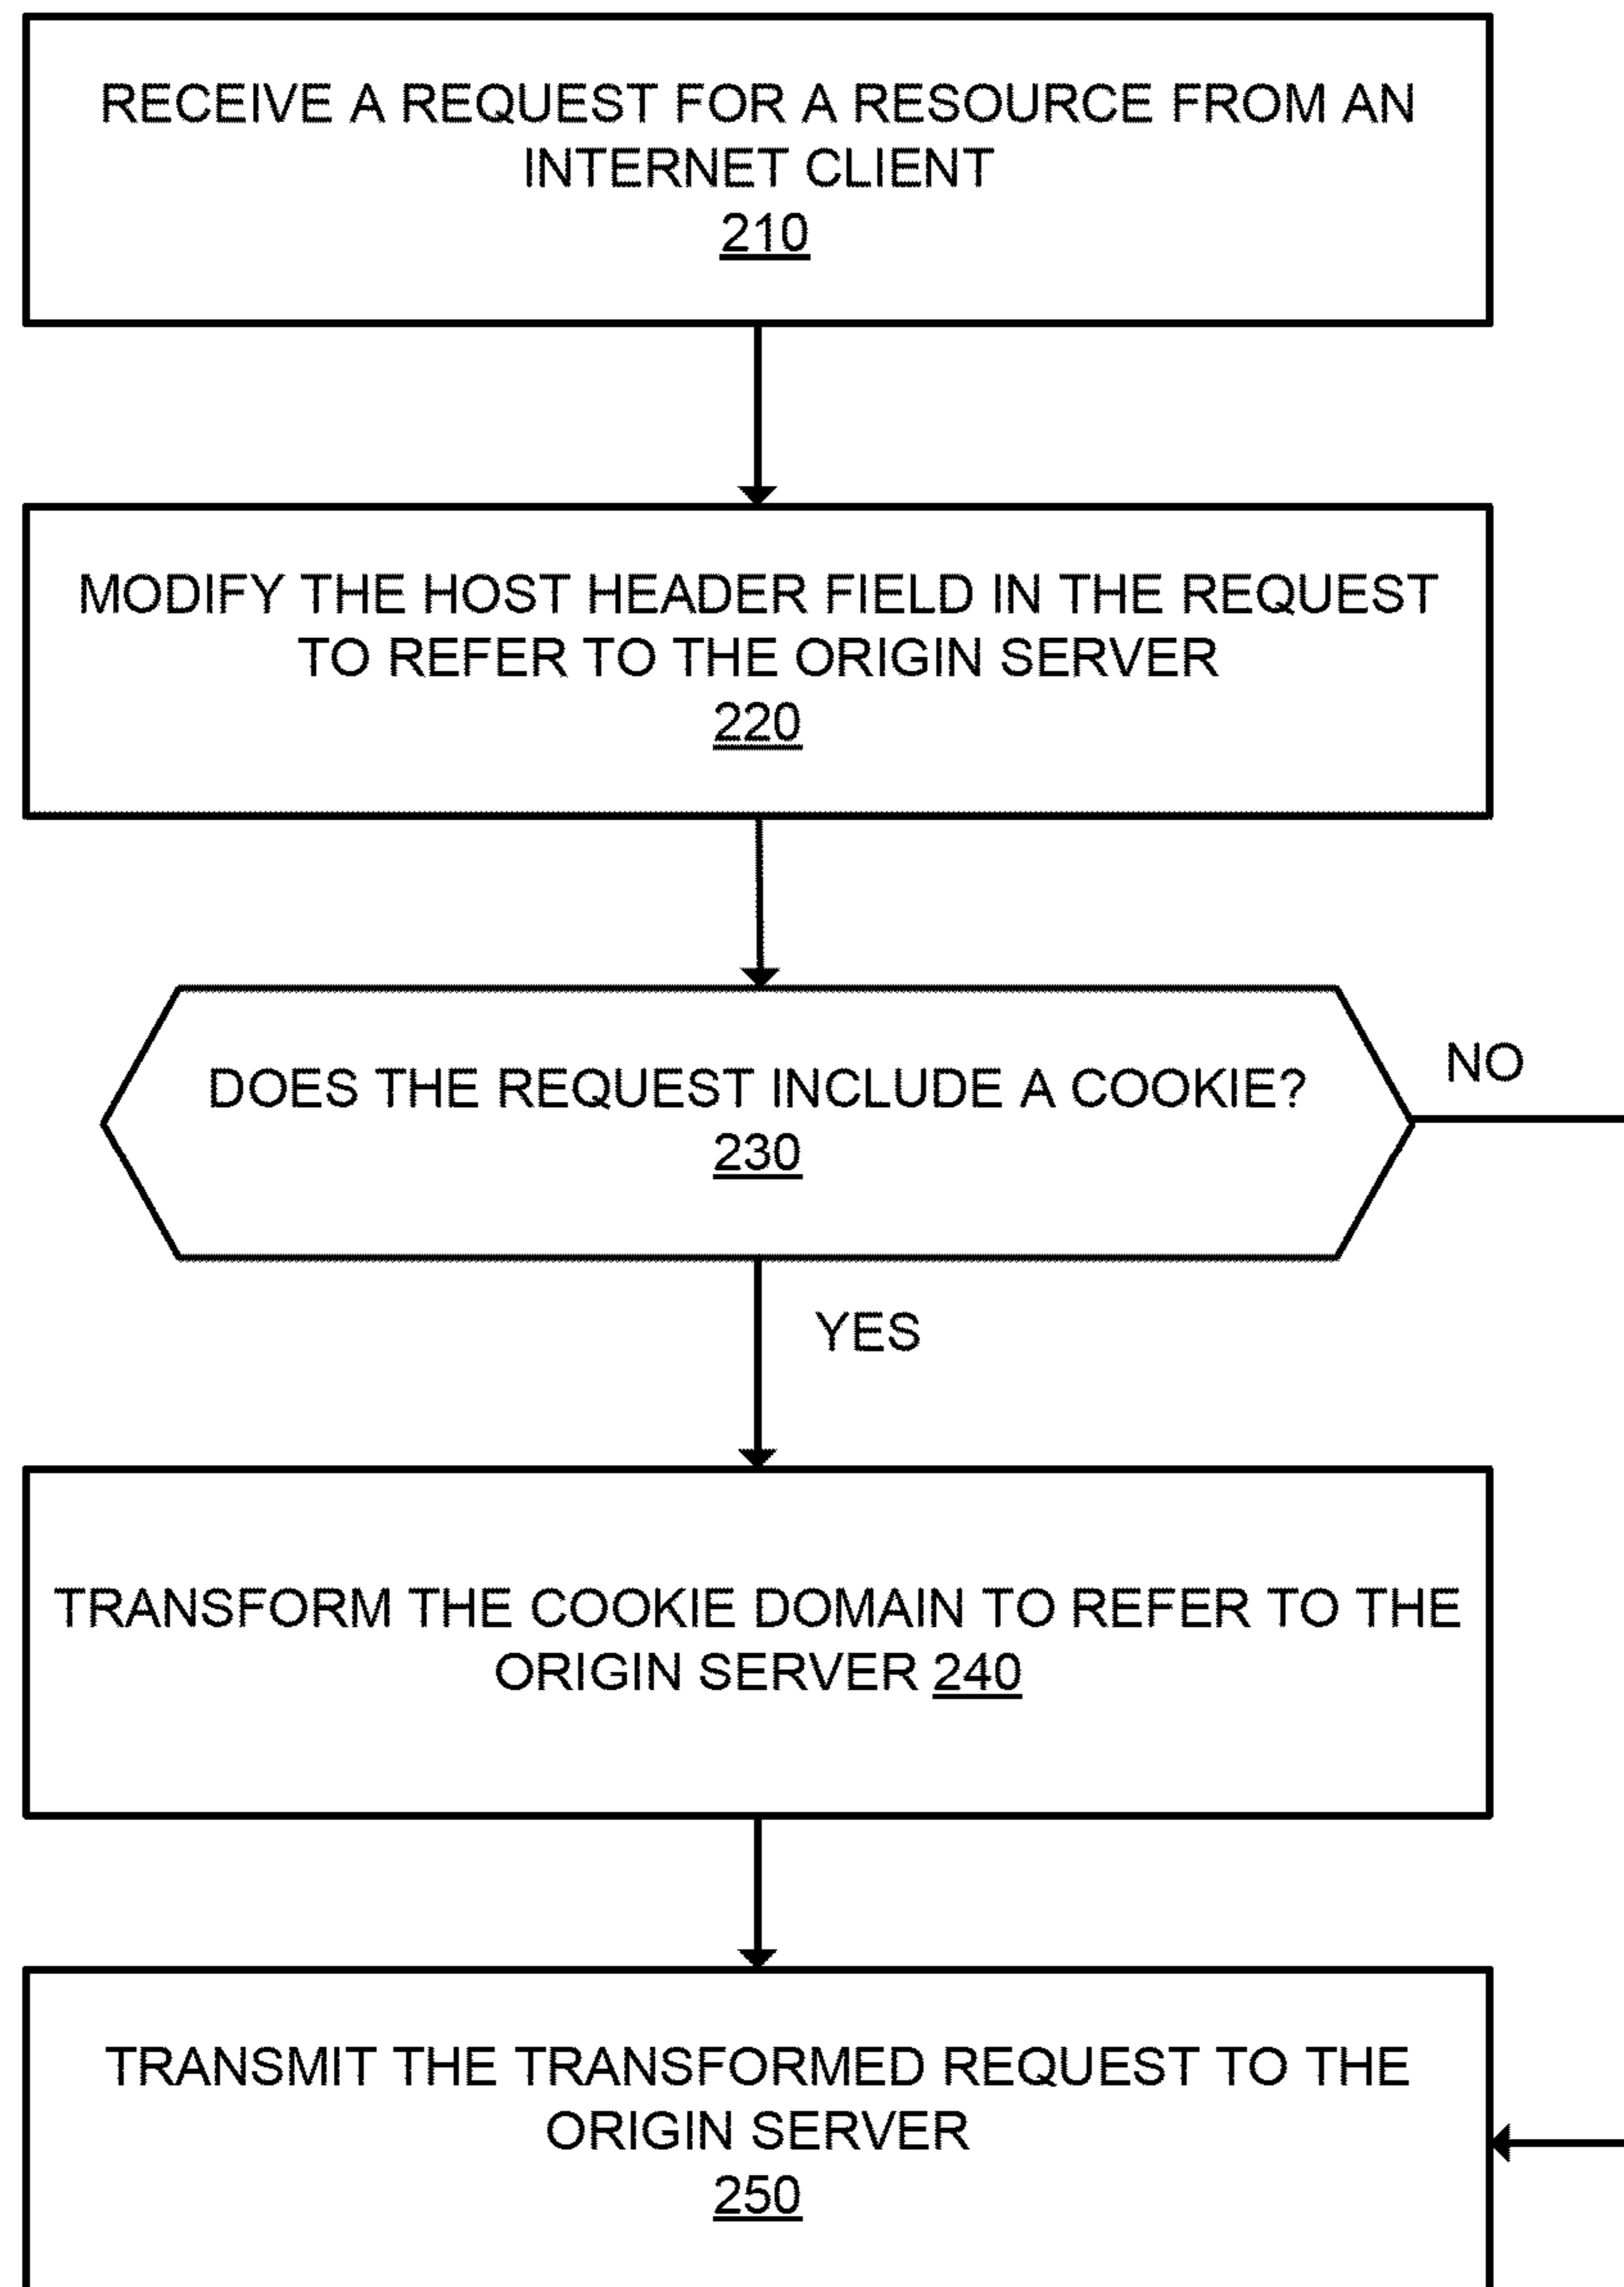 RECEIVE A REQUEST FOR A RESOURCE FROM AN
INTERNET CLIENT
210
MODIFY THE HOST HEADER FIELD IN THE REQUEST
TO REFER TO THE ORIGIN SERVER
220
DOES THE REQUEST INCLUDE A COOKIE?
230
NO
YES
TRANSFORM THE COOKIE DOMAIN TO REFER TO THE
ORIGIN SERVER 240
TRANSMIT THE TRANSFORMED REQUEST TO THE
ORIGIN SERVER
250